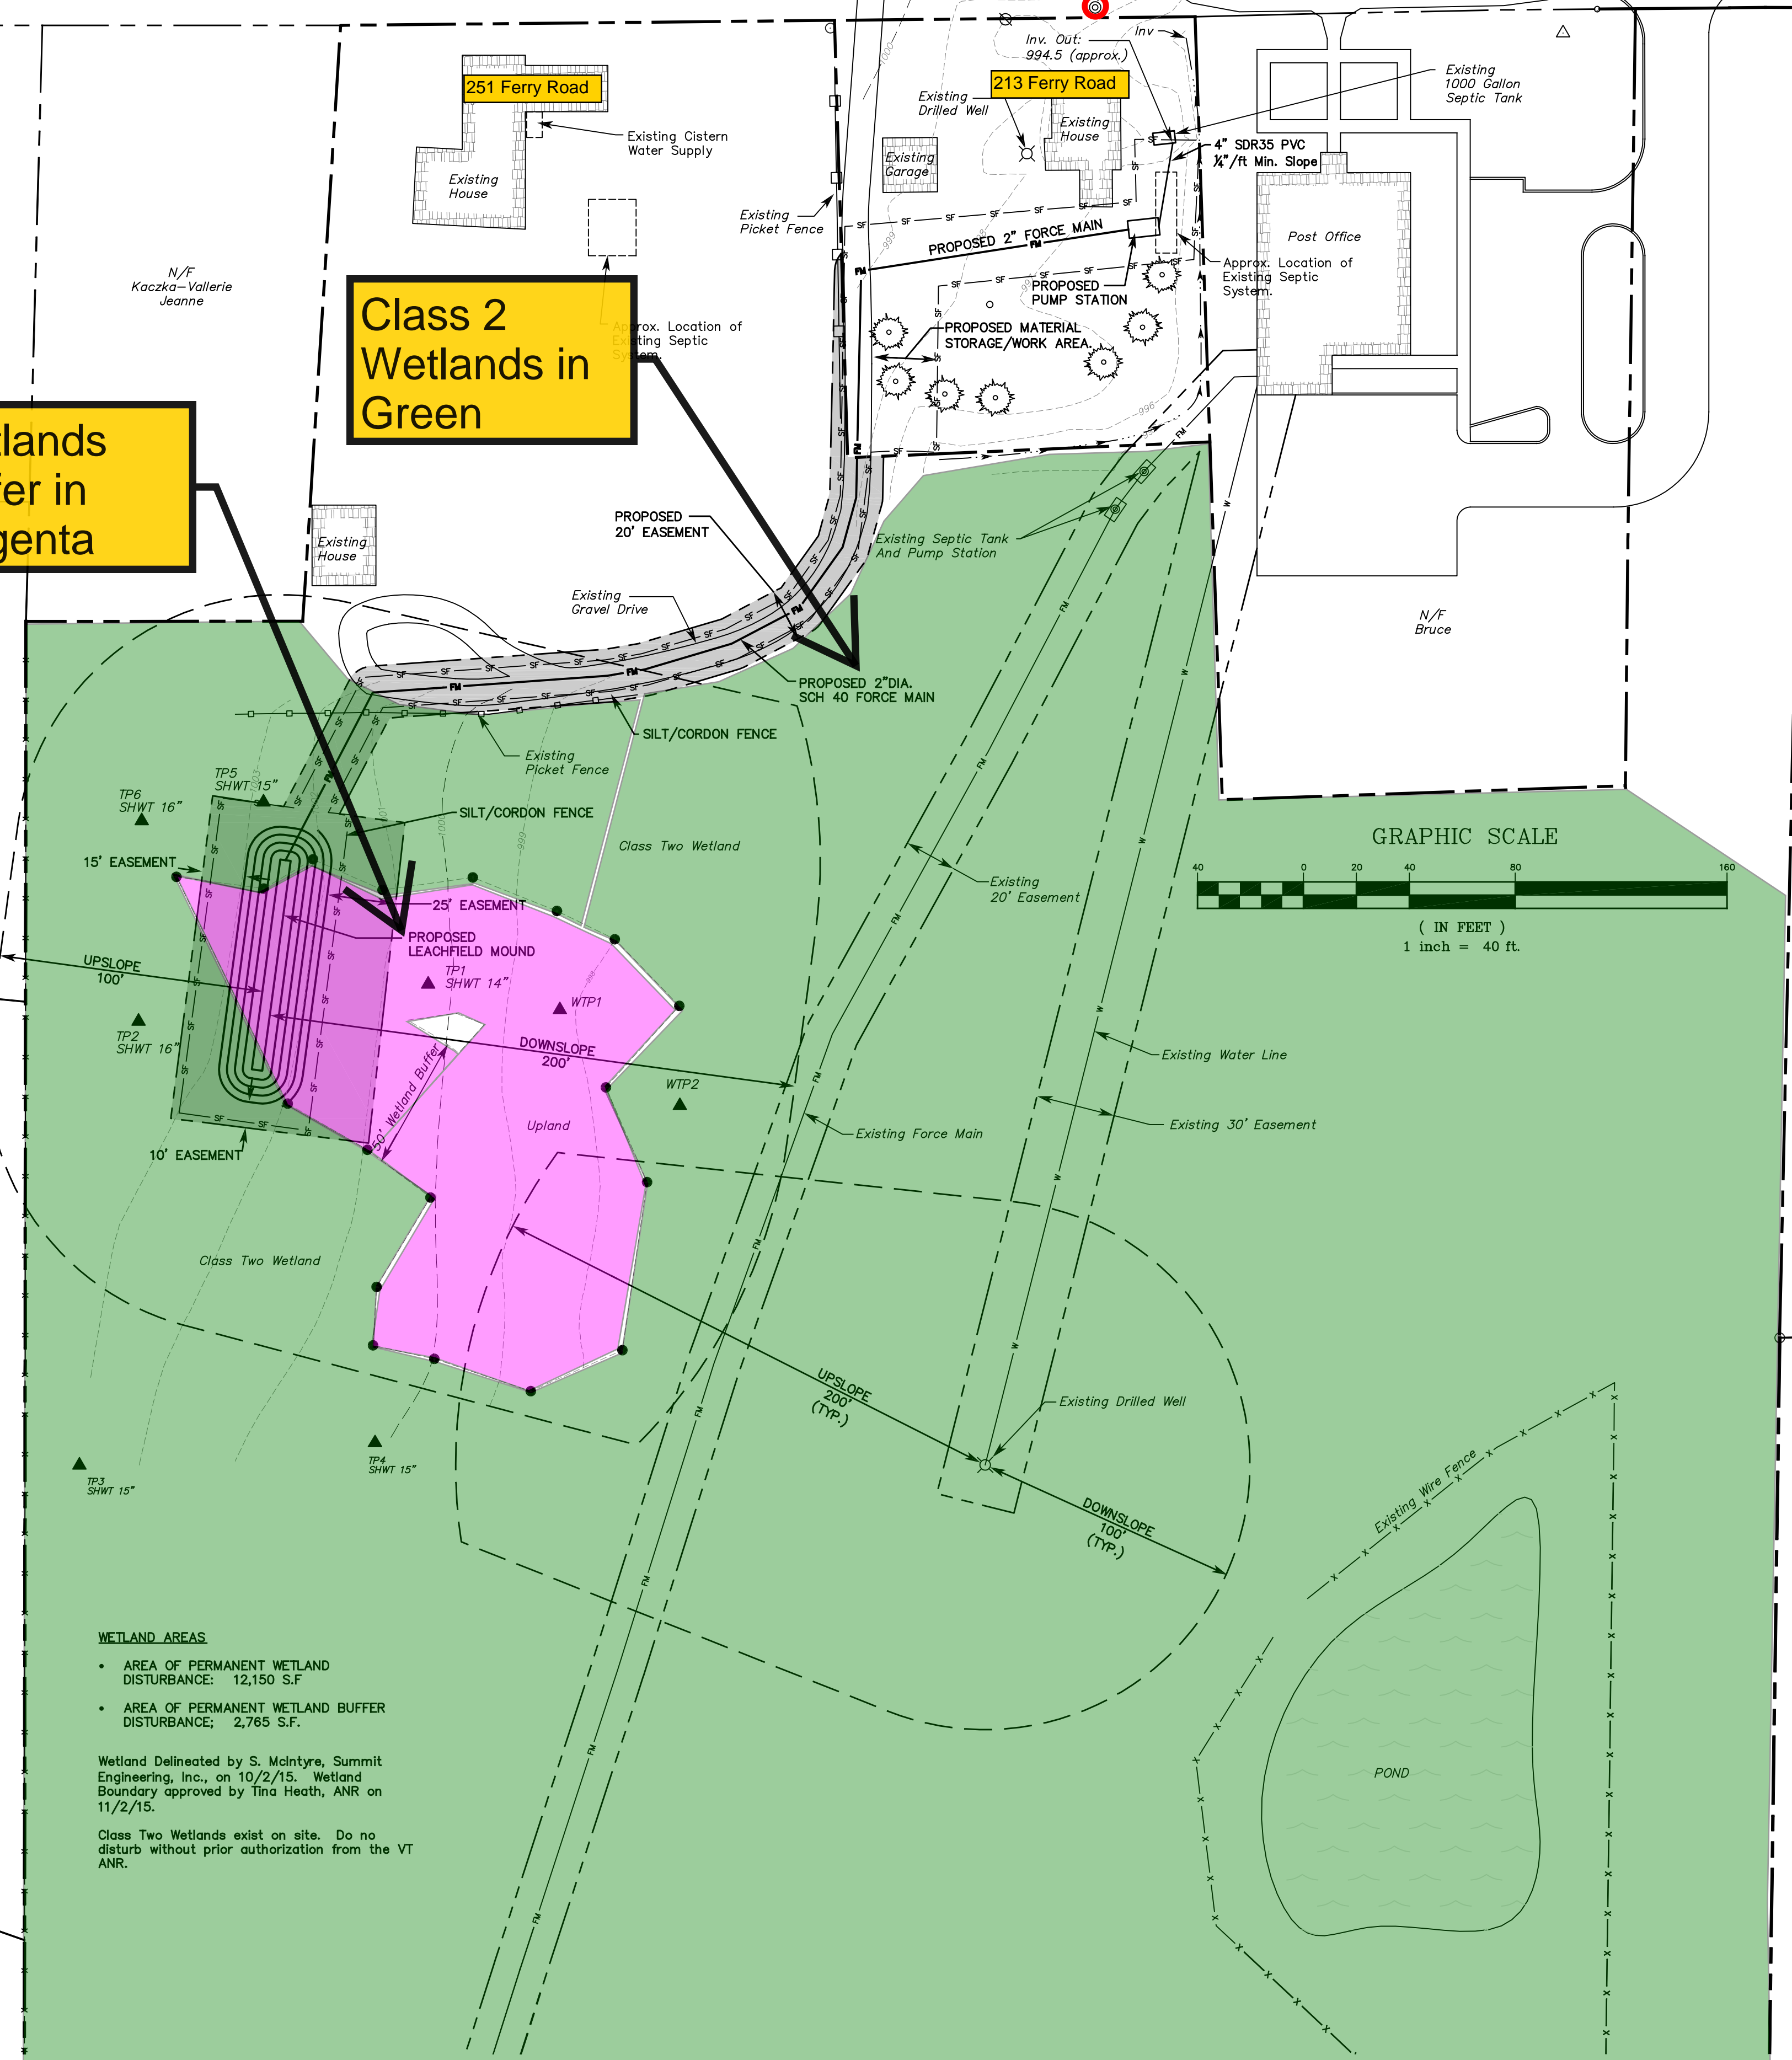 251 Ferry Road
Existing Cistern
Water Supply
Existing
House
Existing
Picket Fence
N/F
Kaczka-Vallerie
Jeanne
Approx. Location of
Existing Septic
System.
Class 2
Wetlands in
Green
tlands
fer in
genta
Existing
House
1000
Inv. Out:
994.5 (approx.)
Inv
213 Ferry Road
Existing
Drilled Well
Existing
House
Existing
Garage
Existing
1000 Gallon
Septic Tank
4" SDR35 PVC
¼"/ft Min. Slope
PROPOSED 2" FORCE MAIN
999
PROPOSED
PUMP STATION
Approx. Location of
Existing Septic
System.
Post Office
PROPOSED MATERIAL
STORAGE/WORK AREA.
996
PROPOSED
20' EASEMENT
Existing Septic Tank
And Pump Station
Existing
Gravel Drive
N/F
Bruce
PROPOSED 2"DIA.
SCH 40 FORCE MAIN
SILT/CORDON FENCE
Existing
Picket Fence
TP5
SHWT 15"
1003
TP6
SHWT 16"
SILT/CORDON FENCE
1000
999
Class Two Wetland
15' EASEMENT
25' EASEMENT
PROPOSED
LEACHFIELD MOUND
UPSLOPE
100'
TP1
SHWT 14"
WTP1
998
TP2
SHWT 16"
DOWNSLOPE
200'
WTP2
50' Wetland Buffer
Upland
10' EASEMENT
Class Two Wetland
GRAPHIC SCALE
40 0 20 40 80 160
( IN FEET )
1 inch = 40 ft.
Existing
20' Easement
Existing Water Line
Existing 30' Easement
Existing Force Main
UPSLOPE
200'
(TYP.)
Existing Drilled Well
DOWNSLOPE
100'
(TYP.)
TP3
SHWT 15"
TP4
SHWT 15"
Existing Wire Fence
POND
WETLAND AREAS
• AREA OF PERMANENT WETLAND
DISTURBANCE: 12,150 S.F
• AREA OF PERMANENT WETLAND BUFFER
DISTURBANCE; 2,765 S.F.
Wetland Delineated by S. McIntyre, Summit
Engineering, Inc., on 10/2/15. Wetland
Boundary approved by Tina Heath, ANR on
11/2/15.
Class Two Wetlands exist on site. Do no
disturb without prior authorization from the VT
ANR.